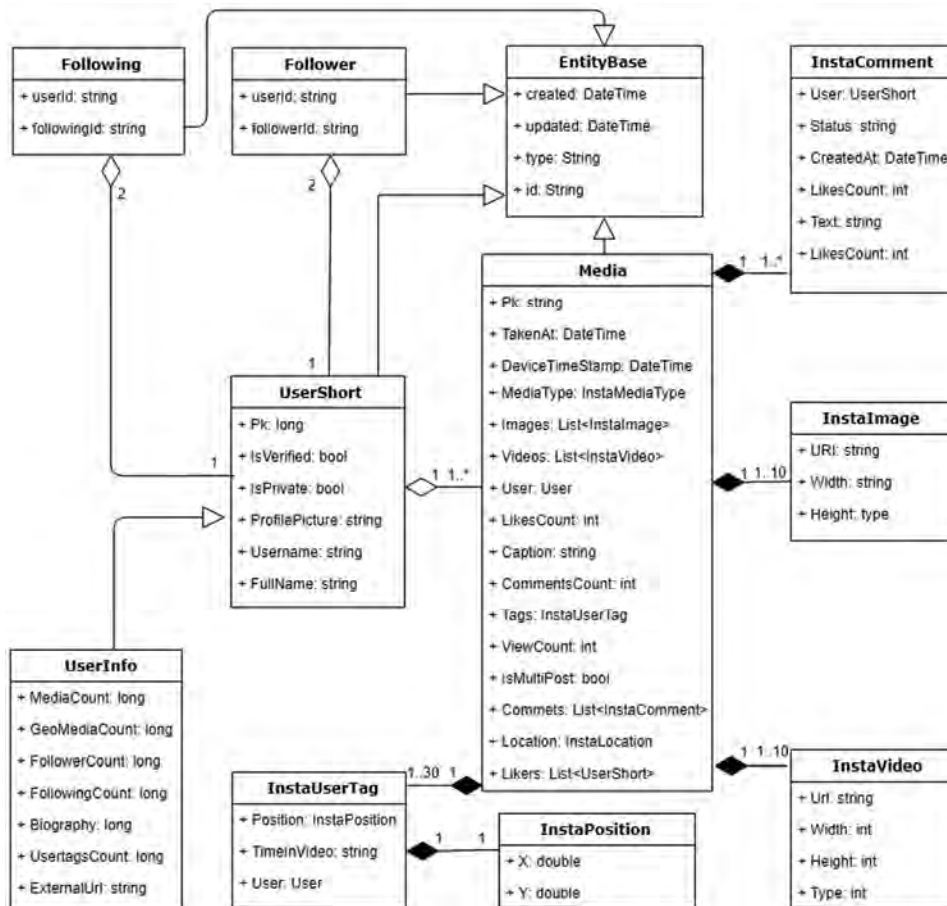 Following
+ userId: string
+ followingId: string
Follower
+ userId: string
+ followerId: string
EntityBase
+ created: DateTime
+ updated: DateTime
+ type: String
+ id: String
InstaComment
+ User: UserShort
+ Status: string
+ CreatedAt: DateTime
+ LikesCount: int
+ Text: string
+ LikesCount: int
2
2
1
1
UserShort
+ Pk: long
+ IsVerified: bool
+ IsPrivate: bool
+ ProfilePicture: string
+ Username: string
+ FullName: string
1 1..*
Media
+ Pk: string
+ TakenAt: DateTime
+ DeviceTimeStamp: DateTime
+ MediaType: InstaMediaType
+ Images: List<InstaImage>
+ Videos: List<InstaVideo>
+ User: User
+ LikesCount: int
+ Caption: string
+ CommentsCount: int
+ Tags: InstaUserTag
+ ViewCount: int
+ isMultiPost: bool
+ Commets: List<InstaComment>
+ Location: InstaLocation
+ Likers: List<UserShort>
1 1..*
1 1..10
1 1..10
InstaImage
+ URI: string
+ Width: string
+ Height: type
UserInfo
+ MediaCount: long
+ GeoMediaCount: long
+ FollowerCount: long
+ FollowingCount: long
+ Biography: long
+ UsertagsCount: long
+ ExternalUrl: string
1..30 1
InstaUserTag
+ Position: InstaPosition
+ TimeInVideo: string
+ User: User
1 1
InstaPosition
+ X: double
+ Y: double
InstaVideo
+ Url: string
+ Width: int
+ Height: int
+ Type: int